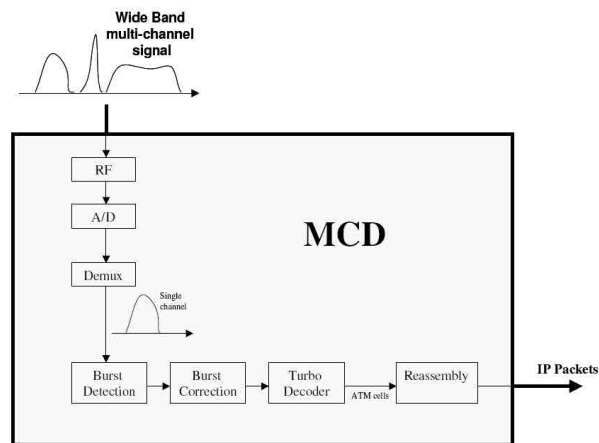 Wide Band
multi-channel
signal
RF
A/D
MCD
Demux
Single
channel
Burst
Detection
Burst
Correction
Turbo
Decoder
ATM cells
Reassembly
IP Packets